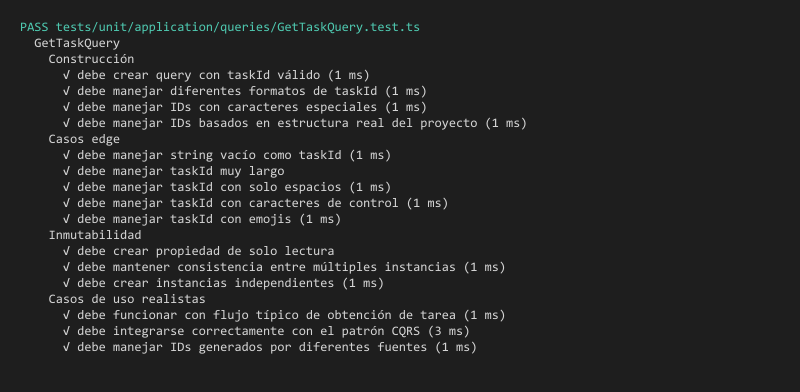 PASS tests/unit/application/queries/GetTaskQuery.test.ts
GetTaskQuery
Construcción
√ debe crear query con taskId válido (1 ms)
√ debe manejar diferentes formatos de taskId (1 ms)
√ debe manejar IDs con caracteres especiales (1 ms)
√ debe manejar IDs basados en estructura real del proyecto (1 ms)
Casos edge
√ debe manejar string vacío como taskId (1 ms)
√ debe manejar taskId muy largo
√ debe manejar taskId con solo espacios (1 ms)
√ debe manejar taskId con caracteres de control (1 ms)
√ debe manejar taskId con emojis (1 ms)
Inmutabilidad
√ debe crear propiedad de solo lectura
√ debe mantener consistencia entre múltiples instancias (1 ms)
√ debe crear instancias independientes (1 ms)
Casos de uso realistas
√ debe funcionar con flujo típico de obtención de tarea (1 ms)
√ debe integrarse correctamente con el patrón CQRS (3 ms)
√ debe manejar IDs generados por diferentes fuentes (1 ms)